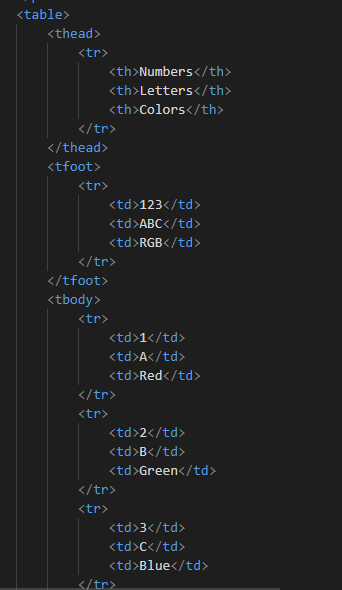 <table>
<thead>
<tr>
<th>Numbers</th>
<th>Letters</th>
<th>Colors</th>
</tr>
</thead>
<tfoot>
<tr>
<td>123</td>
<td>ABC</td>
<td>RGB</td>
</tr>
</tfoot>
<tbody>
<tr>
<td>1</td>
<td>A</td>
<td>Red</td>
</tr>
<tr>
<td>2</td>
<td>B</td>
<td>Green</td>
</tr>
<tr>
<td>3</td>
<td>C</td>
<td>Blue</td>
</tr>